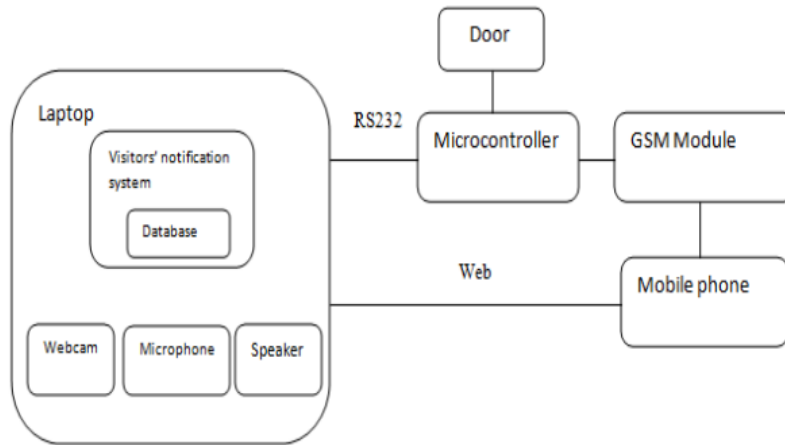 Door
Laptop
RS232
Microcontroller
GSM Module
Visitors' notification
system
Database
Web
Mobile phone
Webcam
Microphone
Speaker